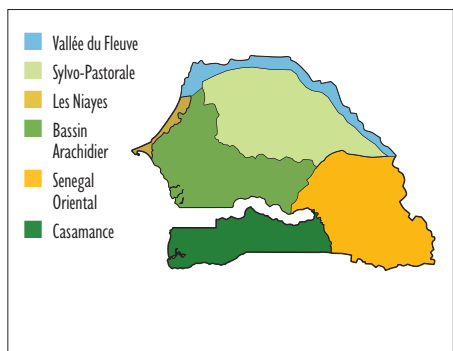 Vallée du Fleuve
Sylvo-Pastorale
Les Niayes
Bassin
Arachidier
Senegal
Oriental
Casamance